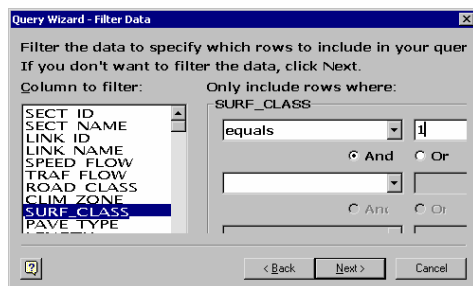 Query Wizard - Filter Data
Filter the data to specify which rows to include in your quer
If you don't want to filter the data, click Next.
Column to filter:
Only include rows where:
SECT ID
SECT NAME
LINK ID
LINK NAME
SPEED FLOW
TRAF FLOW
ROAD CLASS
CLIM ZONE
SURF_CLASS
PAVE TYPE
SURF_CLASS
equals
1
And
Or
And
Or
?
< Back
Next >
Cancel